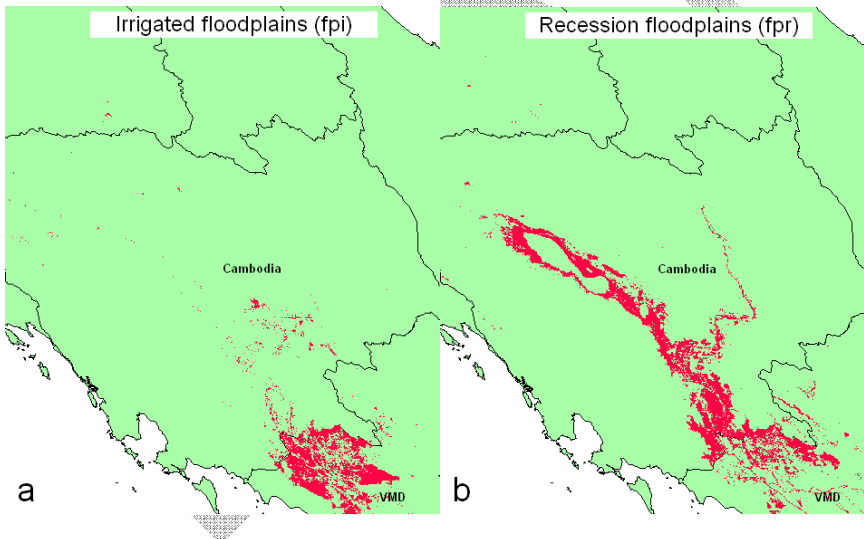 Irrigated floodplains (fpi)
Cambodia
VMD
a
Recession floodplains (fpr)
Cambodia
VMD
b